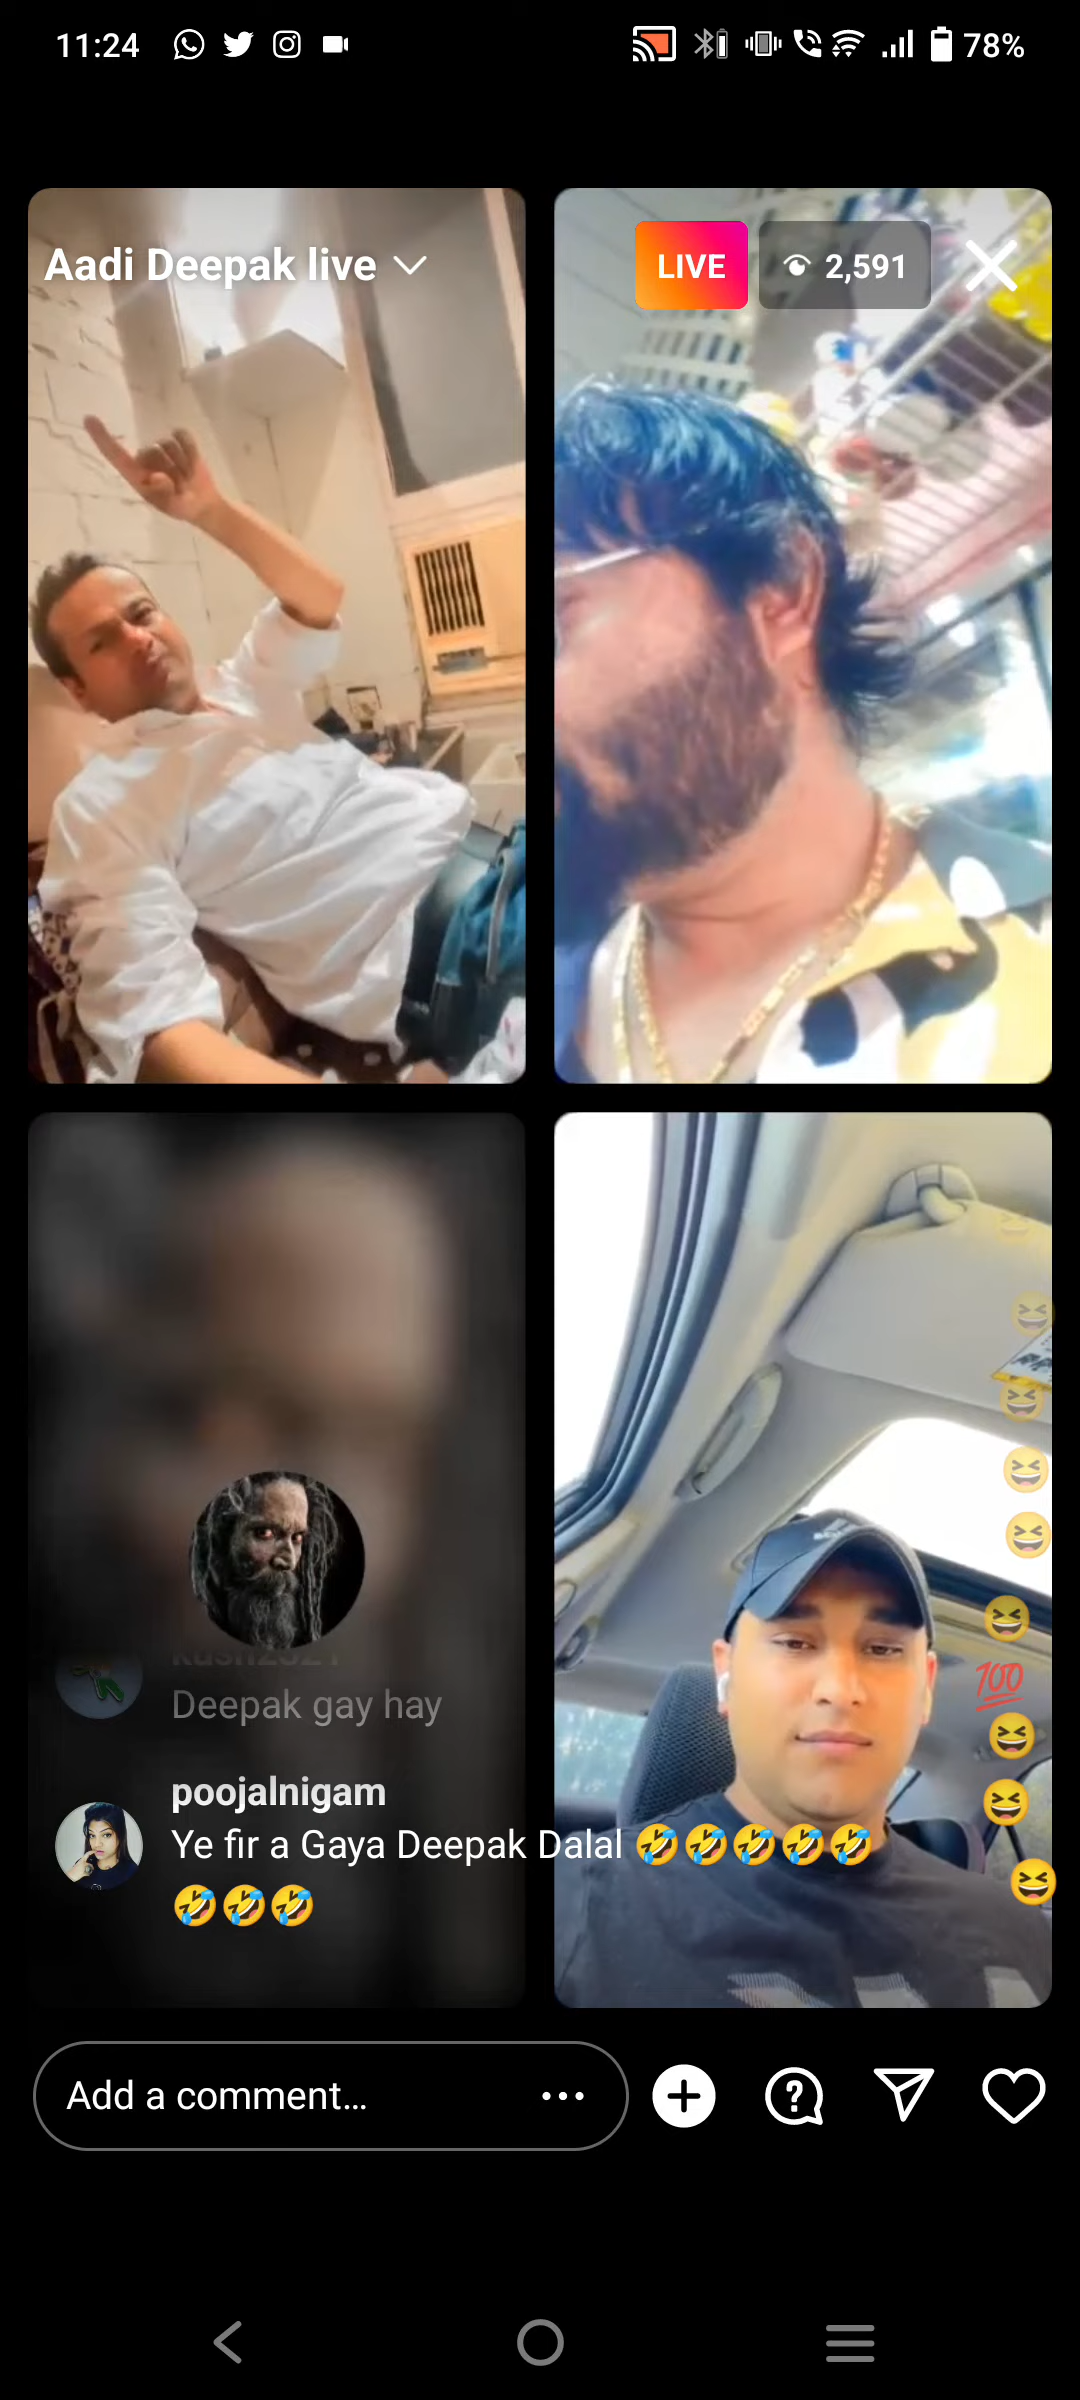 11:24
78%
Aadi Deepak live
LIVE
2,591
kush2321
Deepak gay hay
poojalnigam
Ye fir a Gaya Deepak Dalal 🤣🤣🤣🤣🤣
🤣🤣🤣
Add a comment...